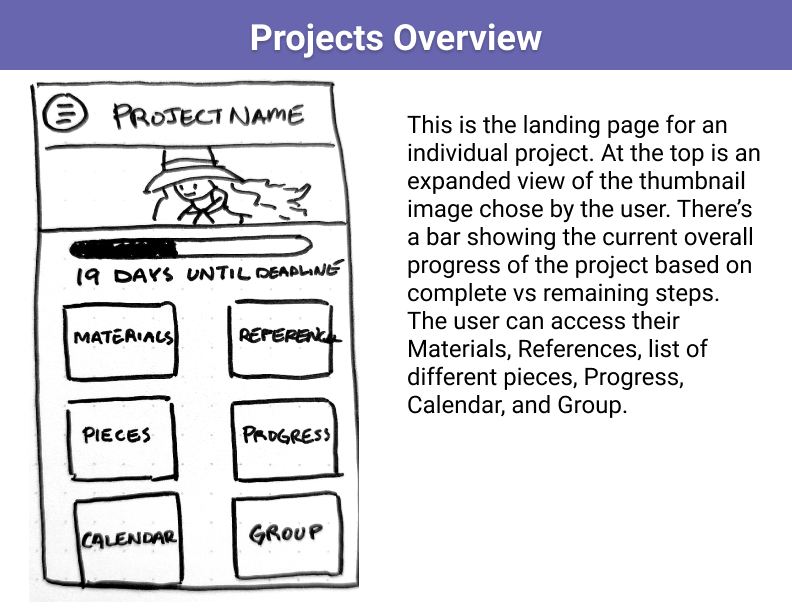 Projects Overview
PROJECT NAME
19 DAYS UNTIL DEADLINE
MATERIALS
REFERENCE
PIECES
PROGRESS
CALENDAR
GROUP
This is the landing page for an
individual project. At the top is an
expanded view of the thumbnail
image chose by the user. There’s
a bar showing the current overall
progress of the project based on
complete vs remaining steps.
The user can access their
Materials, References, list of
different pieces, Progress,
Calendar, and Group.